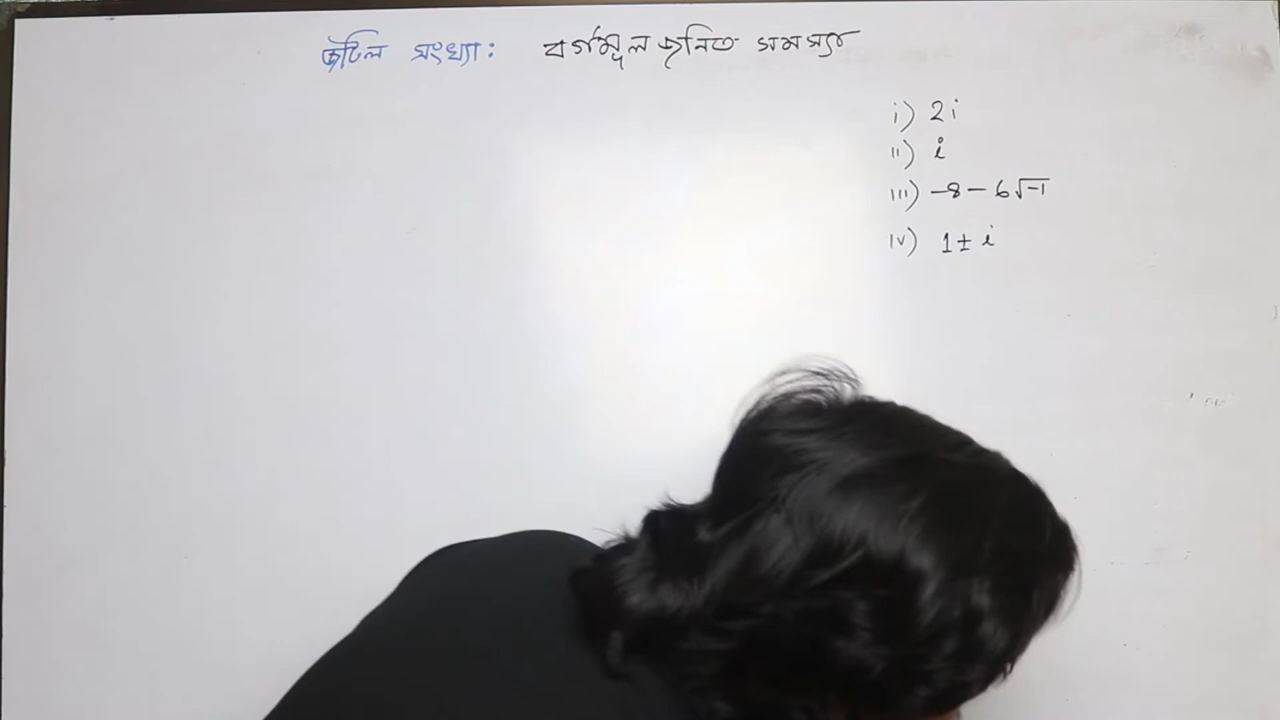 জটিল সংখ্যা: বর্গমূল জনিত সমস্যা
i) 2i
ii) i
iii) -8 - 6√-1
iv) 1 ± i